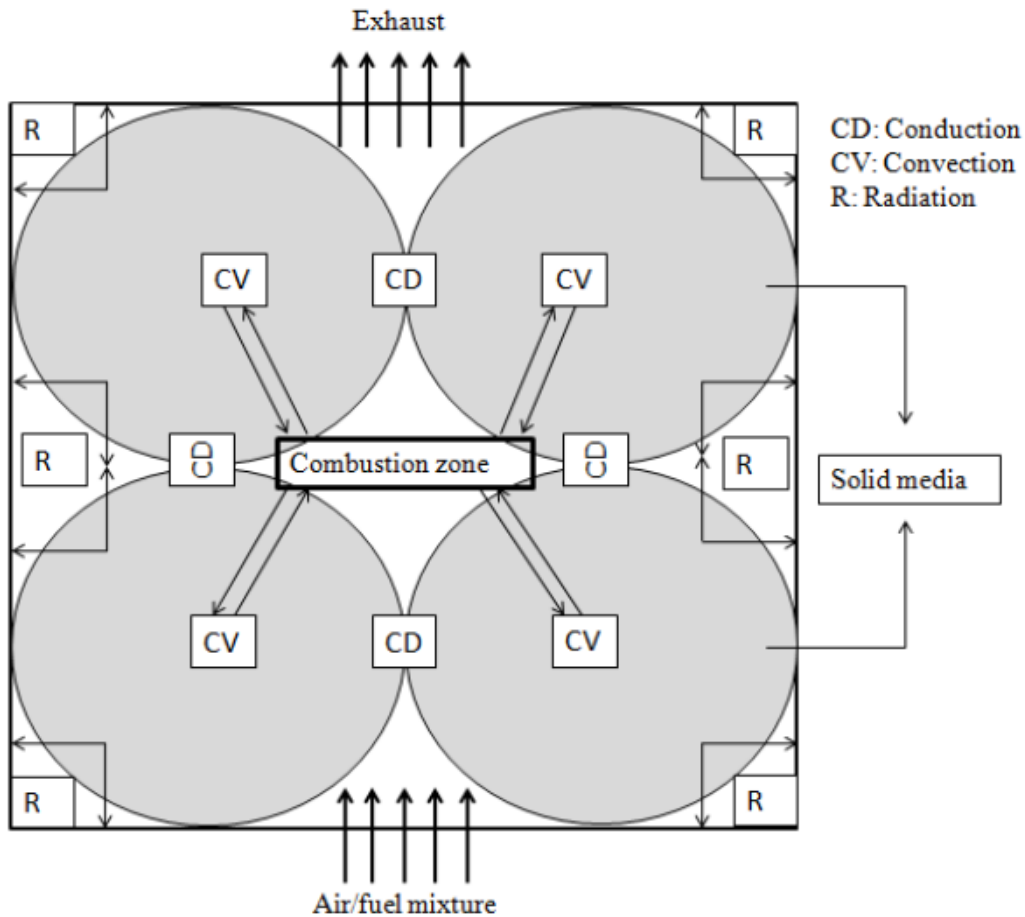 Exhaust
R
R
CD: Conduction
CV: Convection
R: Radiation
CV
CD
CV
R
CD
Combustion zone
CD
R
Solid media
CV
CD
CV
R
R
Air/fuel mixture